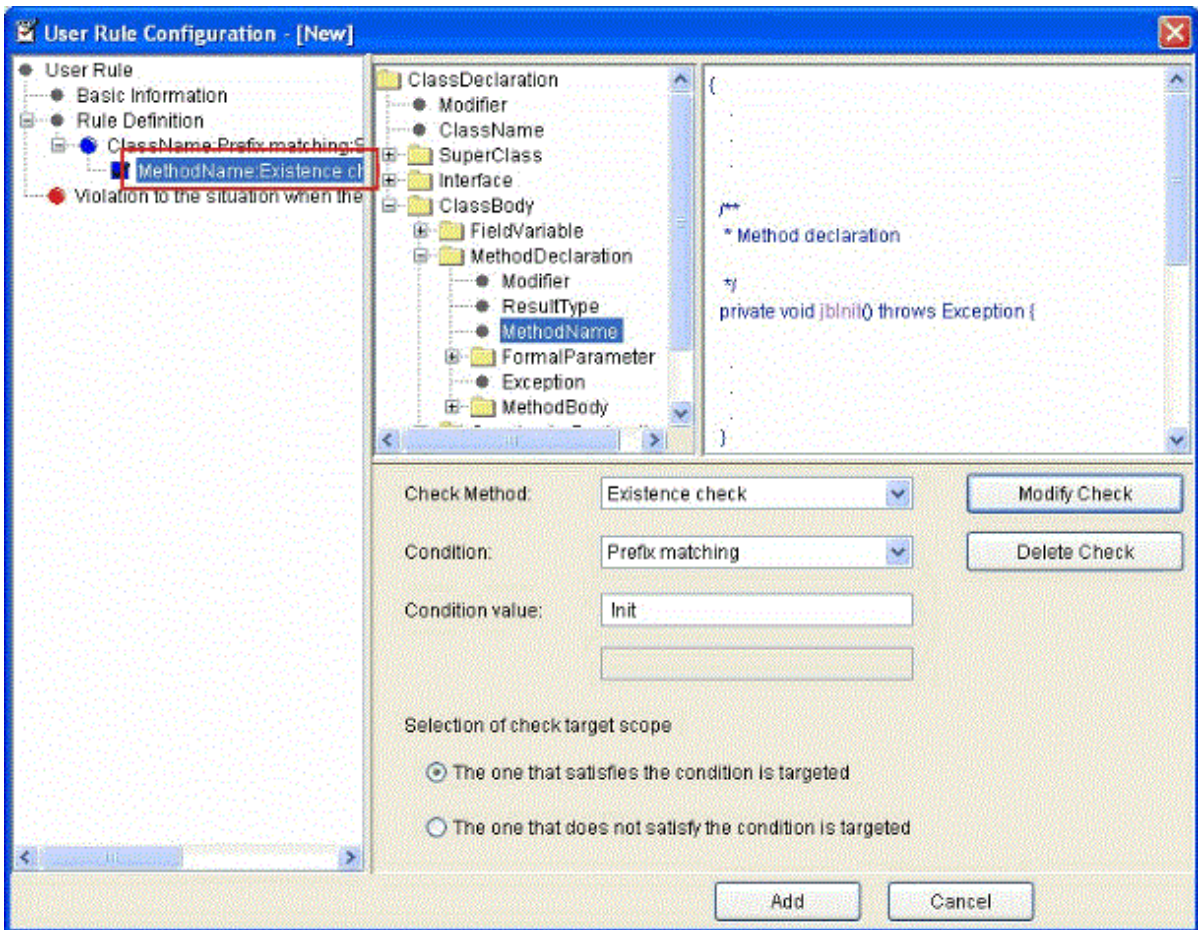 User Rule Configuration - [New]
User Rule
Basic Information
Rule Definition
ClassName:Prefix matching:S
MethodName:Existence ch
Violation to the situation when the
ClassDeclaration
Modifier
ClassName
SuperClass
Interface
ClassBody
FieldVariable
MethodDeclaration
Modifier
ResultType
MethodName
FormalParameter
Exception
MethodBody
{
.
.
.
/**
* Method declaration
*/
private void jbInit() throws Exception {
.
.
.
}
Check Method:
Existence check
Modify Check
Condition:
Prefix matching
Delete Check
Condition value:
!nit
Selection of check target scope
The one that satisfies the condition is targeted
The one that does not satisfy the condition is targeted
Add
Cancel